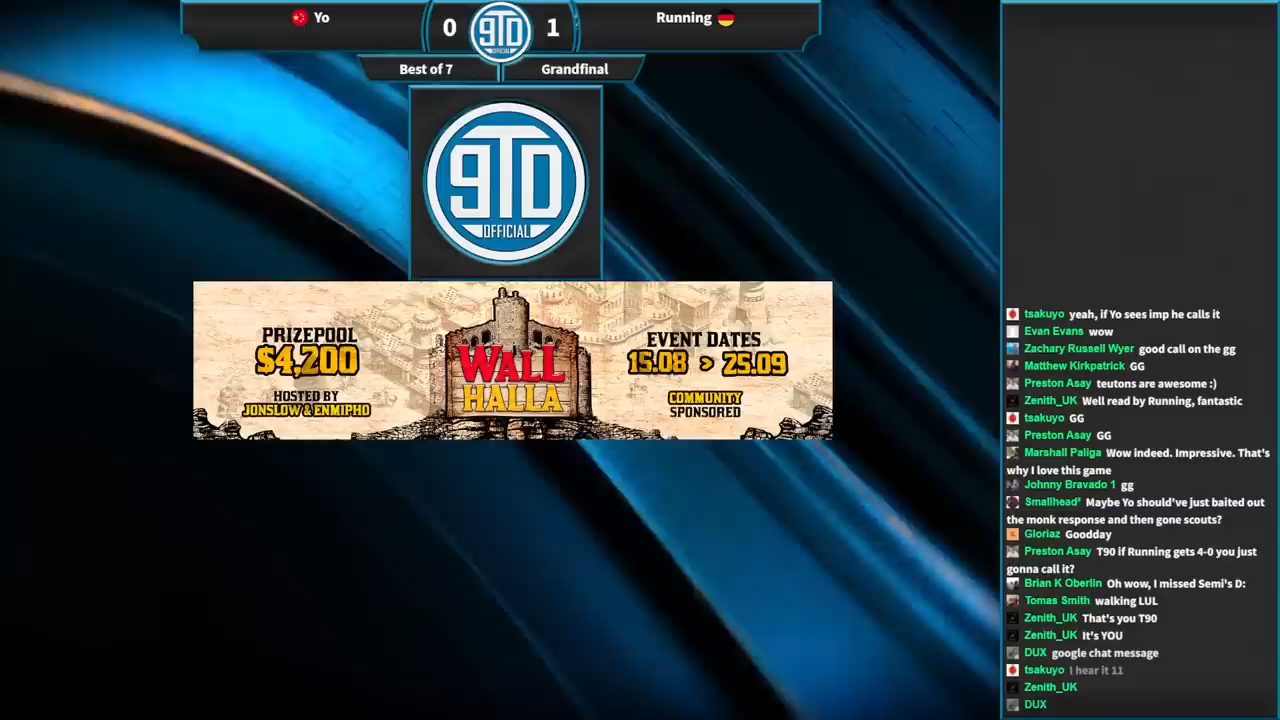 Yo
0
9TD
OFFICIAL
1
Running
Best of 7
Grandfinal
9TD
OFFICIAL
PRIZEPOOL
$4,200
HOSTED BY
JONSLOW & ENMIPHO
WALL
HALLA
EVENT DATES
15.08 > 25.09
COMMUNITY
SPONSORED
tsakuyo yeah, if Yo sees imp he calls it
Evan Evans wow
Zachary Russell Wyer good call on the gg
Matthew Kirkpatrick GG
Preston Asay teutons are awesome :)
Zenith_UK Well read by Running, fantastic
tsakuyo GG
Preston Asay GG
Marshall Paliga Wow indeed. Impressive. That's
why I love this game
Johnny Bravado 1 gg
Smallhead' Maybe Yo should've just baited out
the monk response and then gone scouts?
Gloriaz Goodday
Preston Asay T90 if Running gets 4-0 you just
gonna call it?
Brian K Oberlin Oh wow, I missed Semi's D:
Tomas Smith walking LUL
Zenith_UK That's you T90
Zenith_UK It's YOU
DUX google chat message
tsakuyo I hear it 11
Zenith_UK
DUX